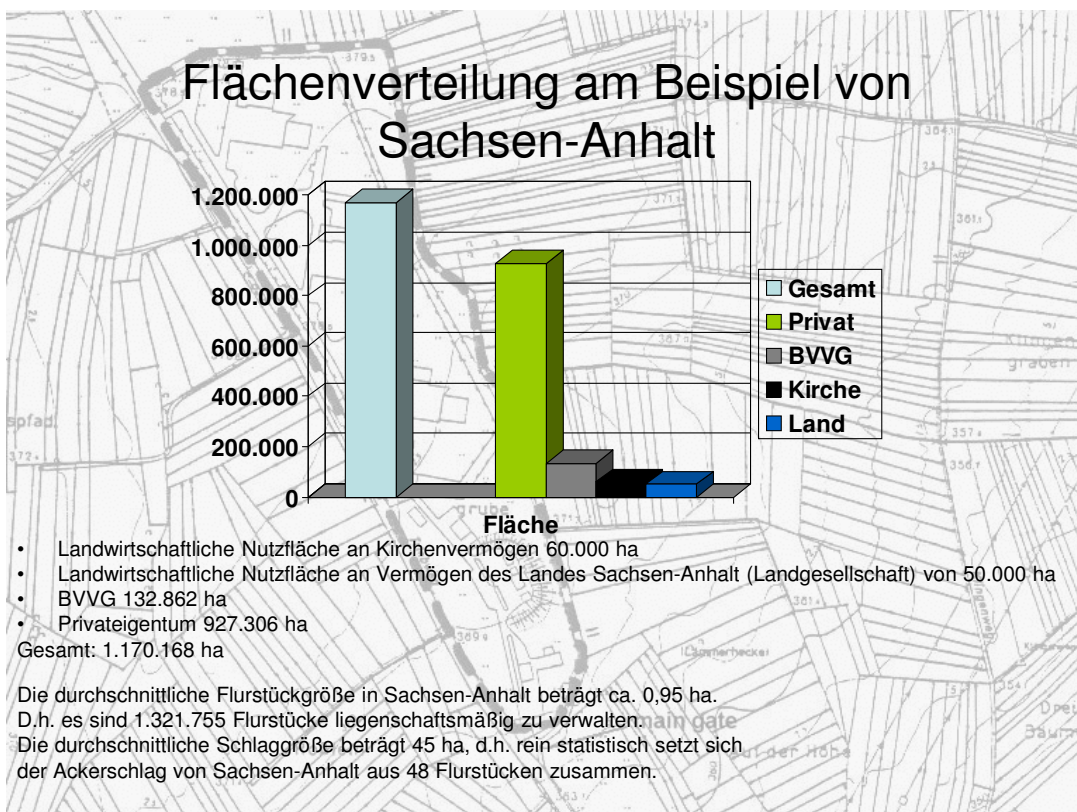 Flächenverteilung am Beispiel von
Sachsen-Anhalt
1.200.000
1.000.000
800.000
600.000
400.000
200.000
0
Fläche
Gesamt
Privat
BVVG
Kirche
Land
• Landwirtschaftliche Nutzfläche an Kirchenvermögen 60.000 ha
• Landwirtschaftliche Nutzfläche an Vermögen des Landes Sachsen-Anhalt (Landgesellschaft) von 50.000 ha
• BVVG 132.862 ha
• Privateigentum 927.306 ha
Gesamt: 1.170.168 ha
Die durchschnittliche Flurstückgröße in Sachsen-Anhalt beträgt ca. 0,95 ha.
D.h. es sind 1.321.755 Flurstücke liegenschaftsmäßig zu verwalten.
Die durchschnittliche Schlaggröße beträgt 45 ha, d.h. rein statistisch setzt sich
der Ackerschlag von Sachsen-Anhalt aus 48 Flurstücken zusammen.
main gate
grube
graben